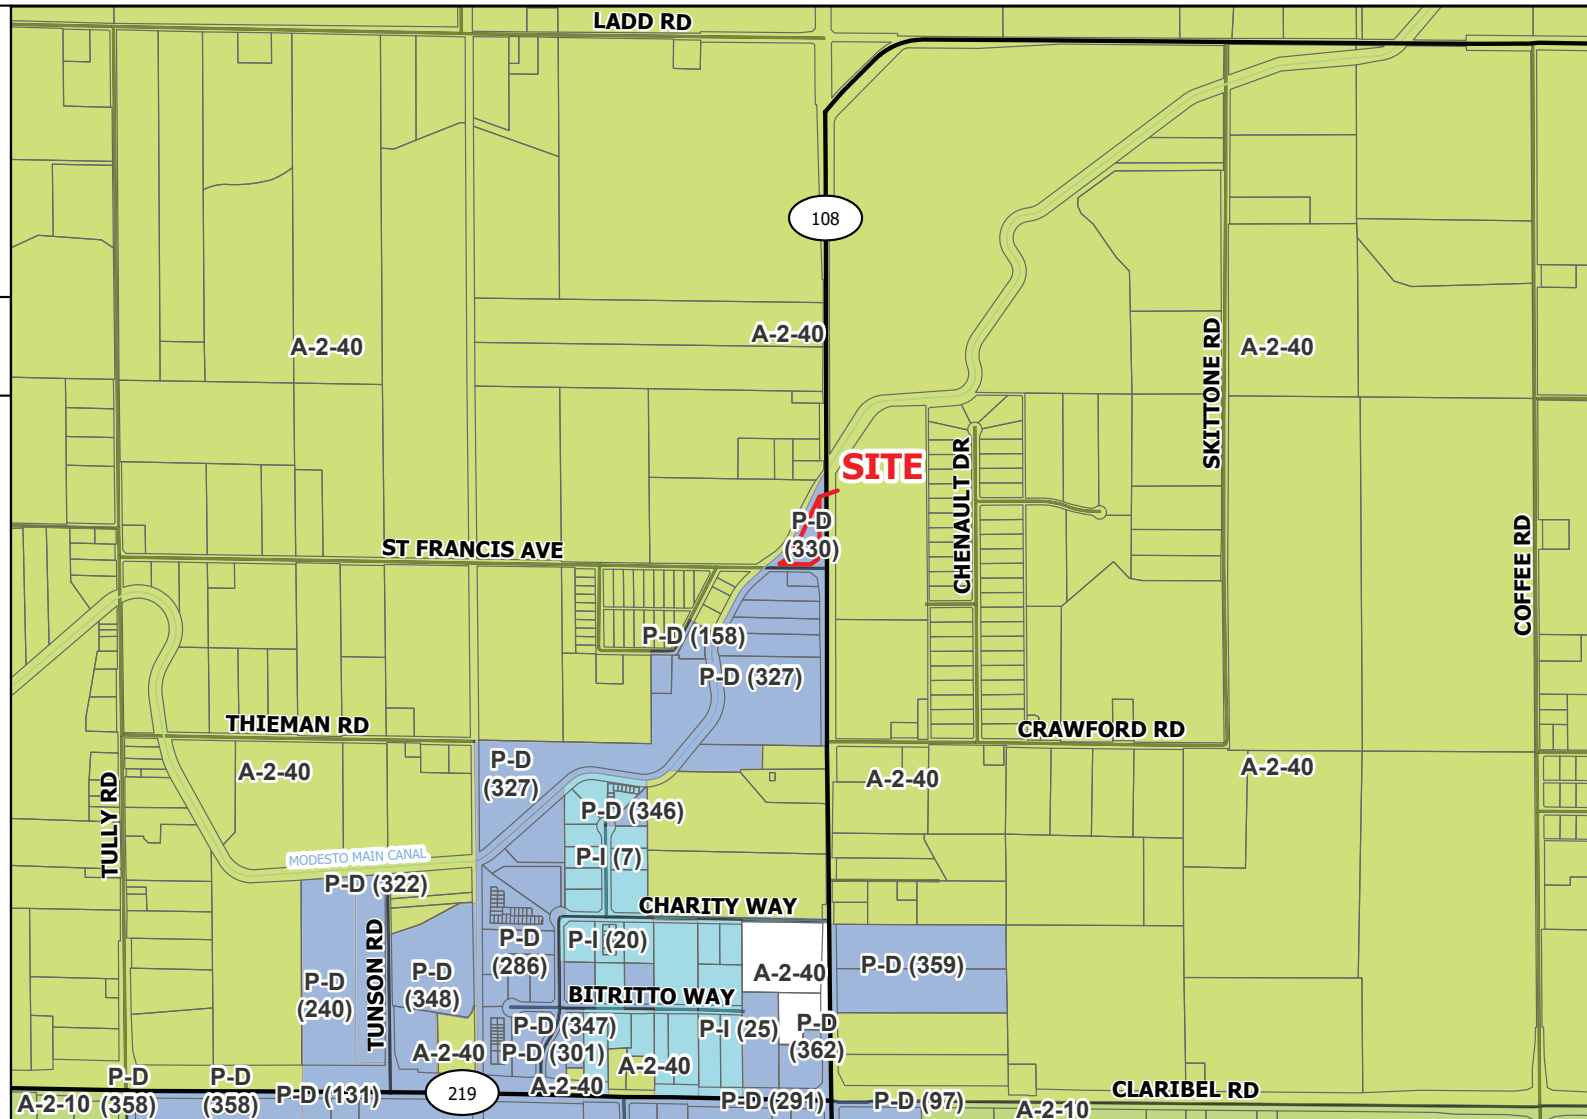 LADD RD
108
A-2-40
A-2-40
A-2-40
SKITTONE RD
SITE
CHENAULT DR
P-D
(330)
ST FRANCIS AVE
COFFEE RD
P-D (158)
P-D (327)
THIEMAN RD
CRAWFORD RD
P-D
(327)
A-2-40
A-2-40
A-2-40
TULLY RD
P-D (346)
MODESTO MAIN CANAL
P-I (7)
P-D (322)
CHARITY WAY
P-D
(286)
P-I (20)
TUNSON RD
P-D
(240)
P-D
(348)
A-2-40
P-D (359)
BITRITTO WAY
P-D (347)
P-I (25)
P-D
(362)
A-2-40
P-D (301)
A-2-40
P-D
(358)
P-D
(358)
P-D (131)
219
A-2-40
CLARIBEL RD
A-2-10
P-D (291)
P-D (97)
A-2-10